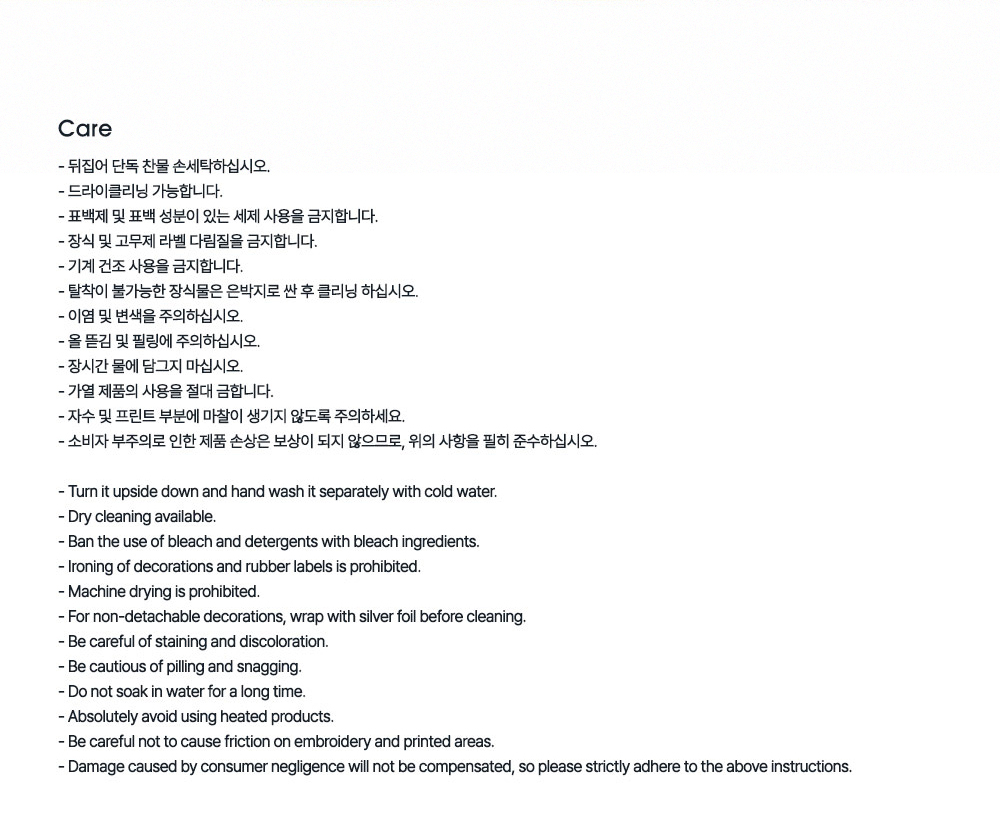 Care
- 뒤집어 단독 찬물 손세탁하십시오.
- 드라이클리닝 가능합니다.
- 표백제 및 표백 성분이 있는 세제 사용을 금지합니다.
- 장식 및 고무제 라벨 다림질을 금지합니다.
- 기계 건조 사용을 금지합니다.
- 탈착이 불가능한 장식물은 은박지로 싼 후 클리닝 하십시오.
- 이염 및 변색을 주의하십시오.
- 올 뜯김 및 필링에 주의하십시오.
- 장시간 물에 담그지 마십시오.
- 가열 제품의 사용을 절대 금합니다.
- 자수 및 프린트 부분에 마찰이 생기지 않도록 주의하세요.
- 소비자 부주의로 인한 제품 손상은 보상이 되지 않으므로, 위의 사항을 필히 준수하십시오.
- Turn it upside down and hand wash it separately with cold water.
- Dry cleaning available.
- Ban the use of bleach and detergents with bleach ingredients.
- Ironing of decorations and rubber labels is prohibited.
- Machine drying is prohibited.
- For non-detachable decorations, wrap with silver foil before cleaning.
- Be careful of staining and discoloration.
- Be cautious of pilling and snagging.
- Do not soak in water for a long time.
- Absolutely avoid using heated products.
- Be careful not to cause friction on embroidery and printed areas.
- Damage caused by consumer negligence will not be compensated, so please strictly adhere to the above instructions.